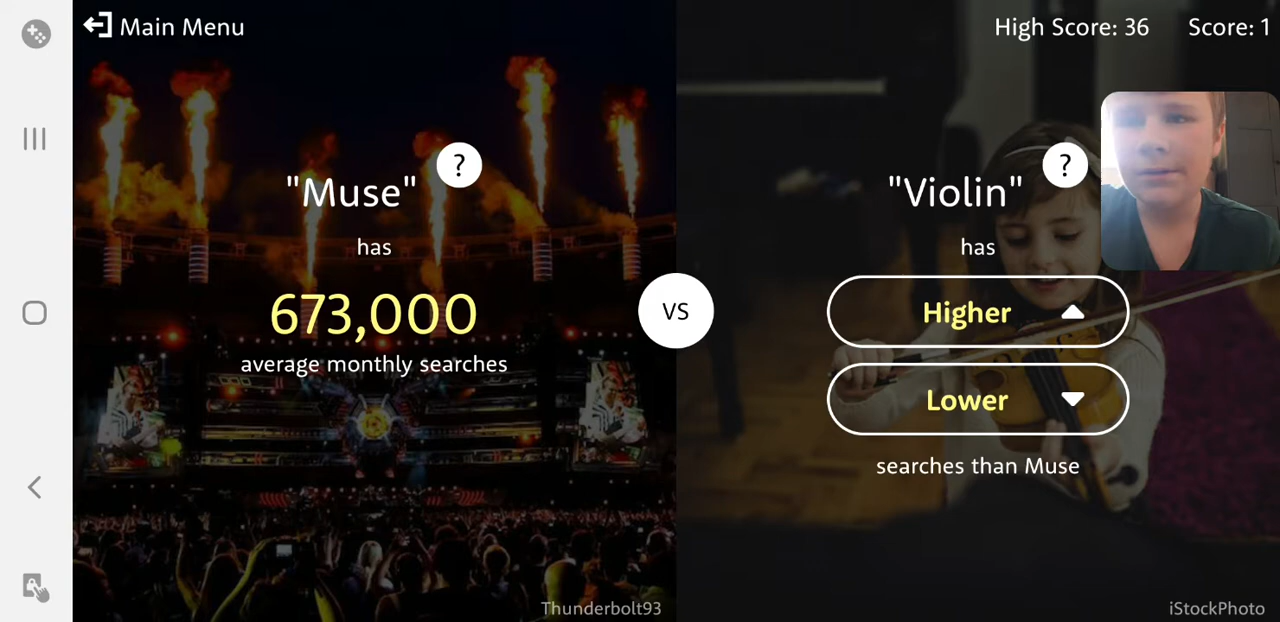 Main Menu
High Score: 36
Score: 1
"Muse"
?
has
673,000
average monthly searches
Thunderbolt93
VS
"Violin"
?
has
Higher
Lower
searches than Muse
iStockPhoto